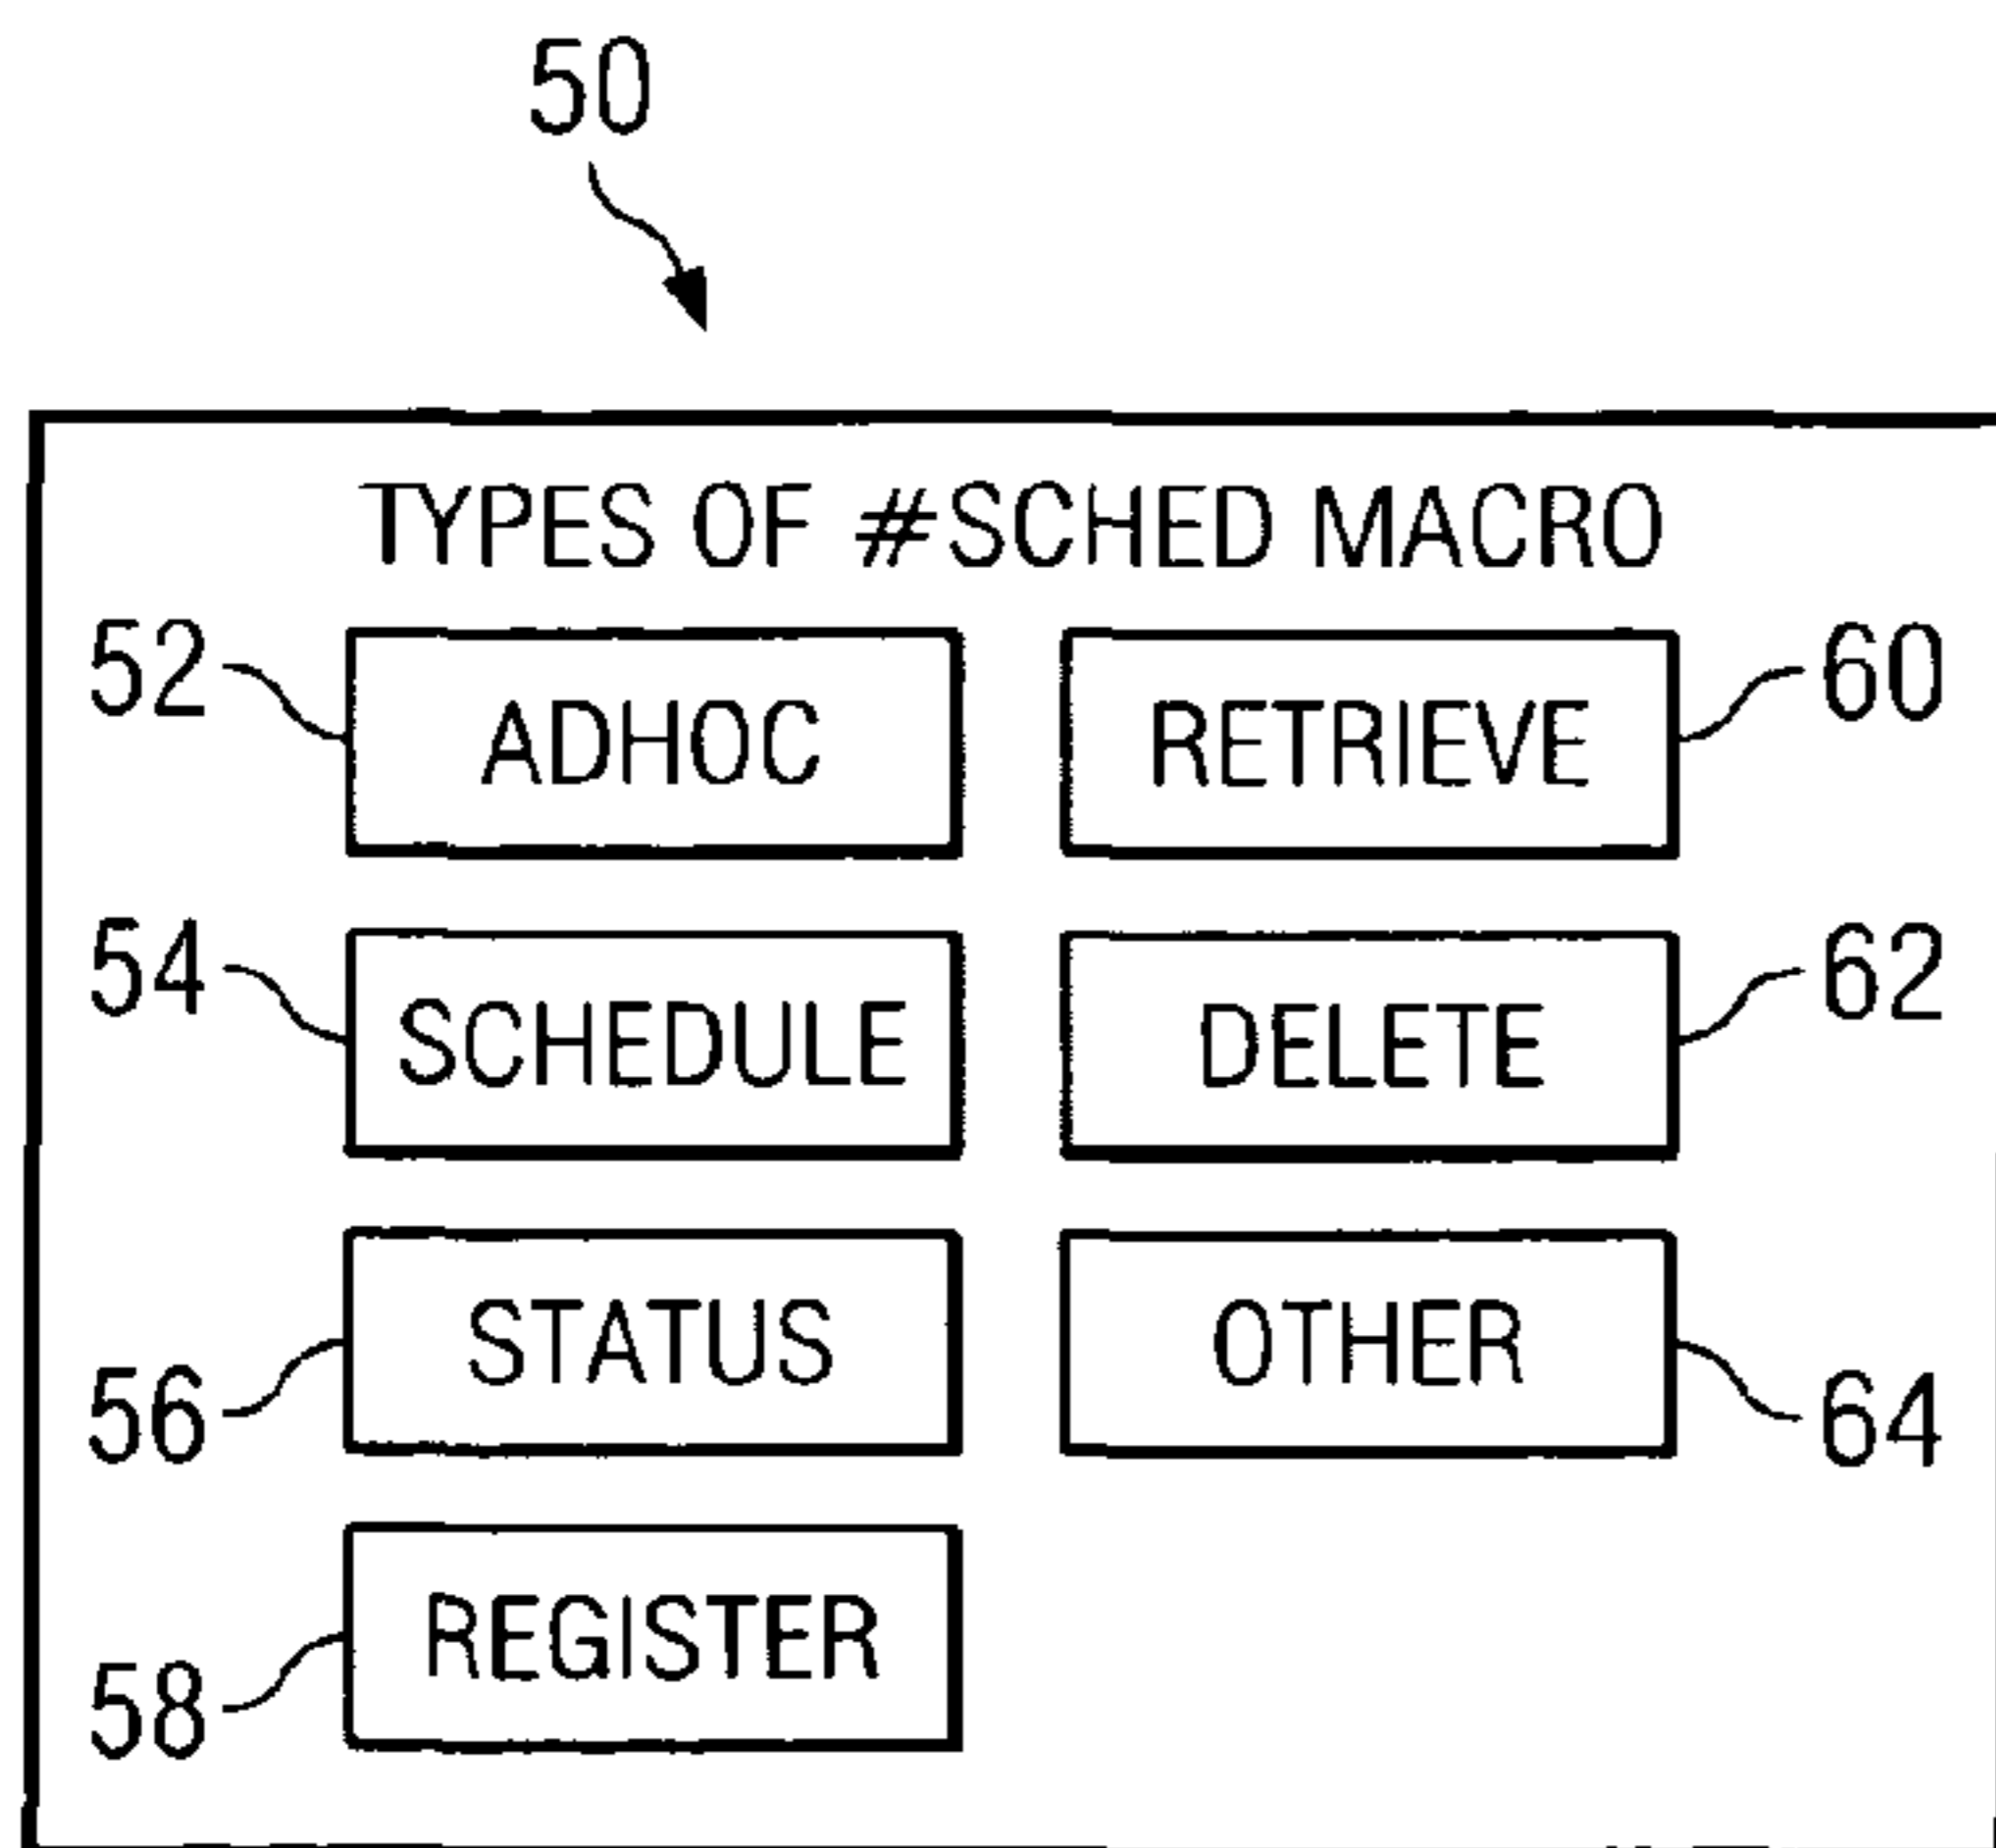 50
TYPES OF #SCHED MACRO
52 ADHOC RETRIEVE 60
54 SCHEDULE DELETE 62
56 STATUS OTHER 64
58 REGISTER